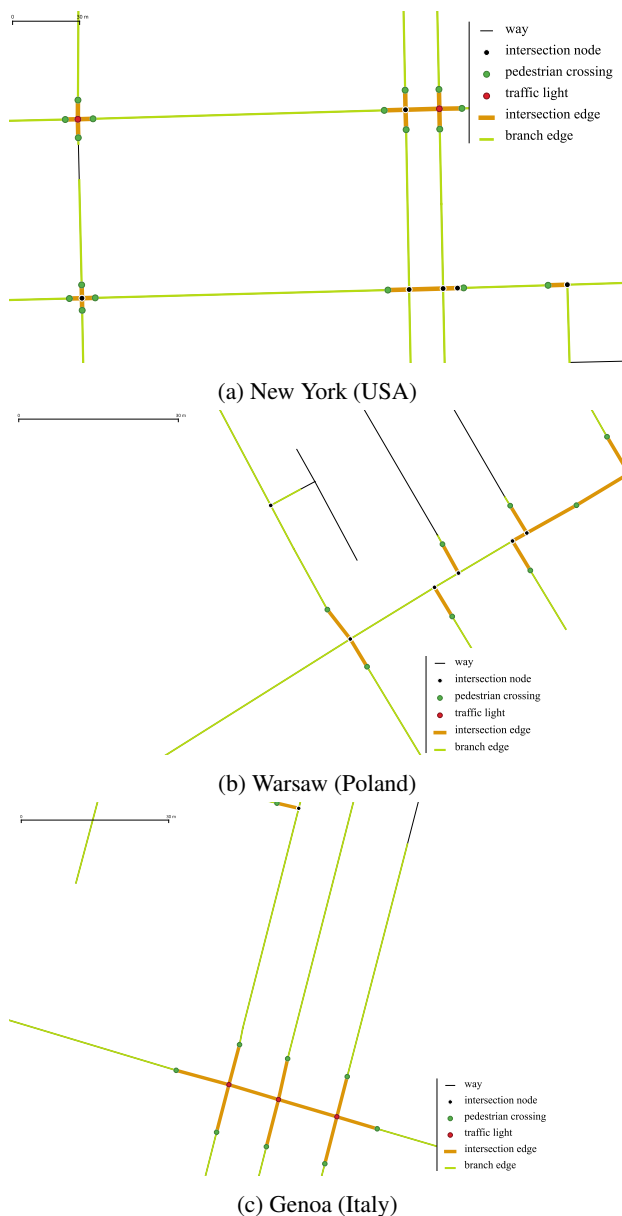 0 30 m
way
intersection node
pedestrian crossing
traffic light
intersection edge
branch edge
(a) New York (USA)
0 30 m
way
intersection node
pedestrian crossing
traffic light
intersection edge
branch edge
(b) Warsaw (Poland)
0 50 m
way
intersection node
pedestrian crossing
traffic light
intersection edge
branch edge
(c) Genoa (Italy)